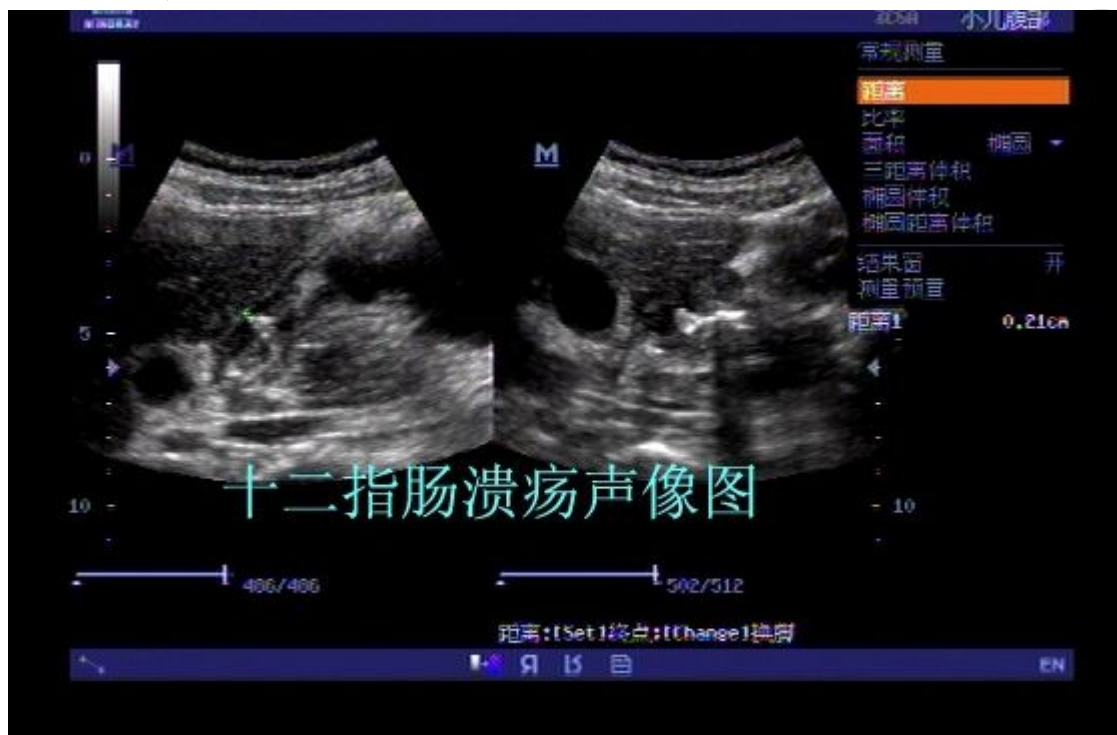 MINDRAY
3C5A 小儿腹部
常规测量
距离
比率
面积 椭圆
三距离体积
椭圆体积
椭圆距离体积
结果窗 开
测量预置
距离1 0.21cm
M M
0
5
10 10
十二指肠溃疡声像图
486/486 502/512
距离:[Set]终点;[Change]换脚
EN